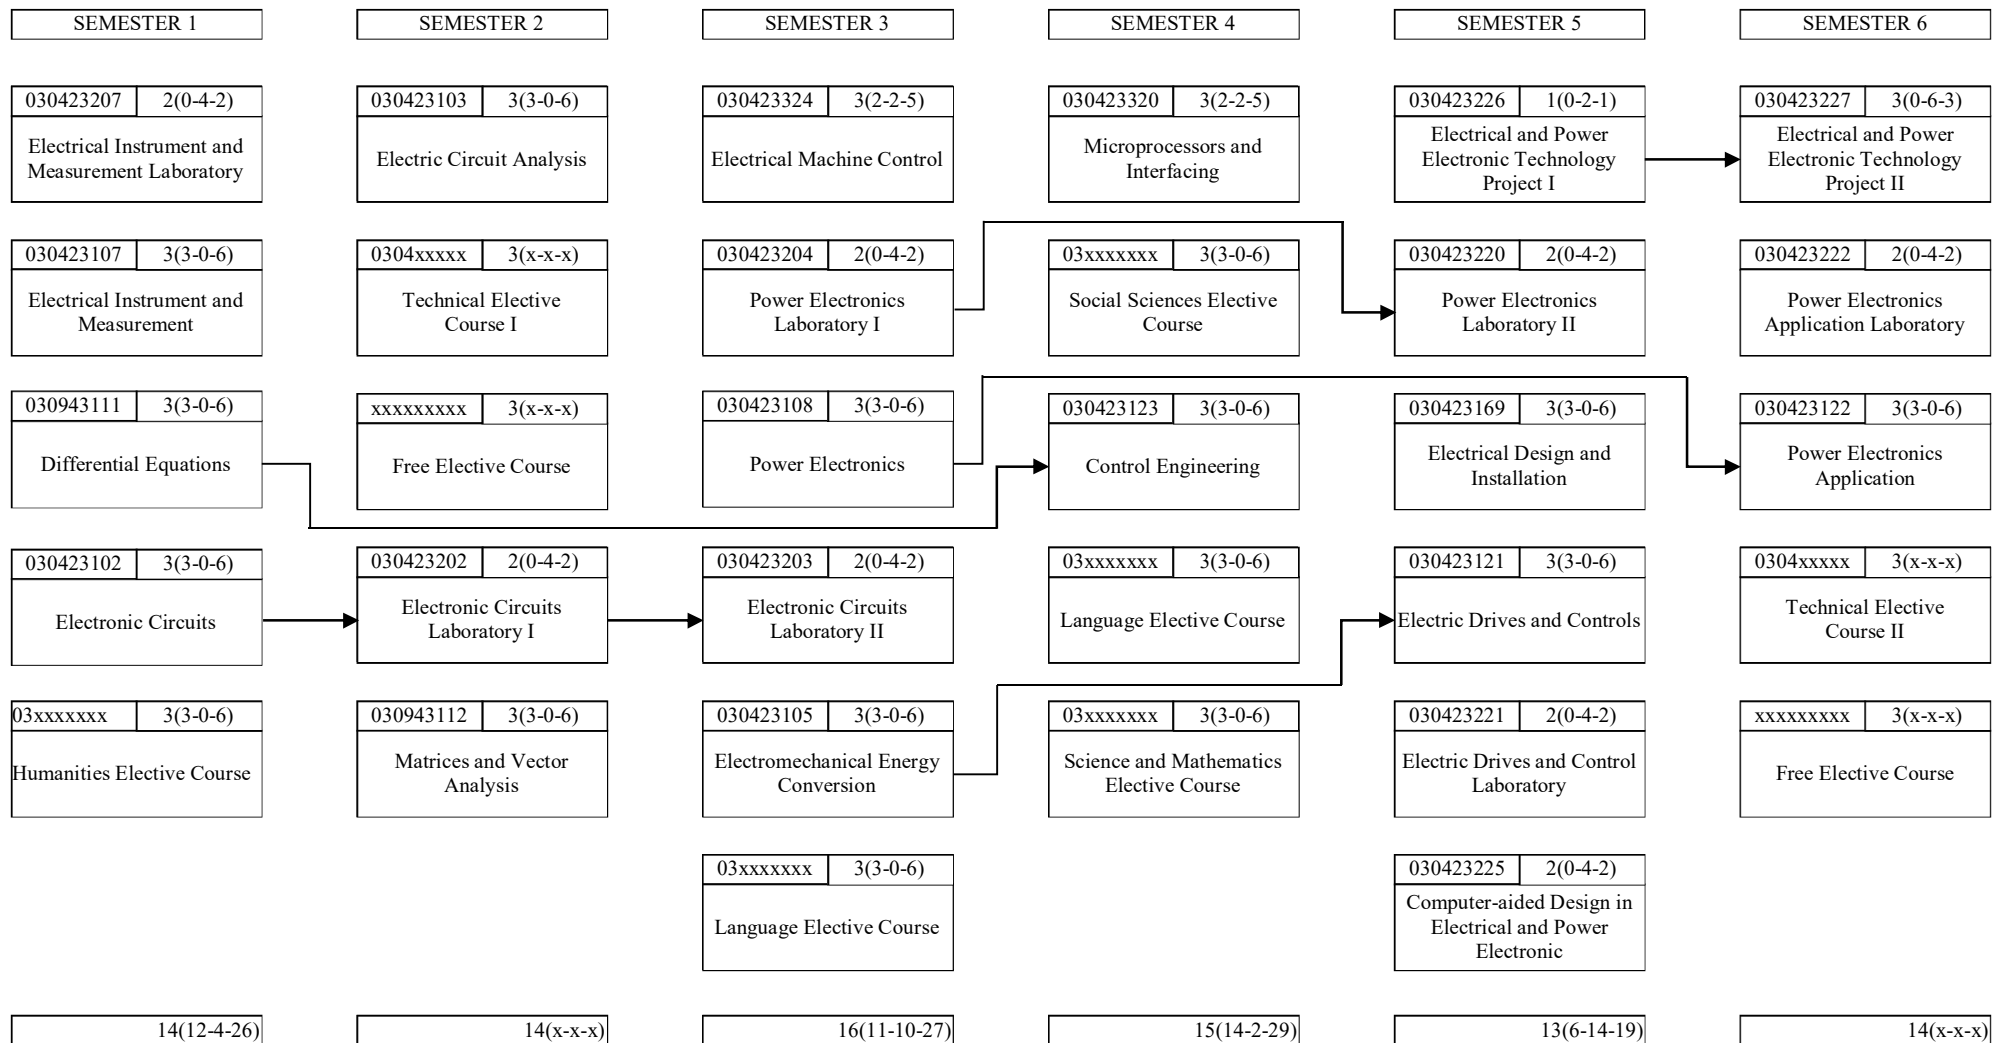 SEMESTER 1
SEMESTER 2
SEMESTER 3
SEMESTER 4
SEMESTER 5
SEMESTER 6
030423207 2(0-4-2)
Electrical Instrument and
Measurement Laboratory
030423103 3(3-0-6)
Electric Circuit Analysis
030423324 3(2-2-5)
Electrical Machine Control
030423320 3(2-2-5)
Microprocessors and
Interfacing
030423226 1(0-2-1)
Electrical and Power
Electronic Technology
Project I
030423227 3(0-6-3)
Electrical and Power
Electronic Technology
Project II
030423107 3(3-0-6)
Electrical Instrument and
Measurement
0304xxxxx 3(x-x-x)
Technical Elective
Course I
030423204 2(0-4-2)
Power Electronics
Laboratory I
03xxxxxxx 3(3-0-6)
Social Sciences Elective
Course
030423220 2(0-4-2)
Power Electronics
Laboratory II
030423222 2(0-4-2)
Power Electronics
Application Laboratory
030943111 3(3-0-6)
Differential Equations
xxxxxxxxx 3(x-x-x)
Free Elective Course
030423108 3(3-0-6)
Power Electronics
030423123 3(3-0-6)
Control Engineering
030423169 3(3-0-6)
Electrical Design and
Installation
030423122 3(3-0-6)
Power Electronics
Application
030423102 3(3-0-6)
Electronic Circuits
030423202 2(0-4-2)
Electronic Circuits
Laboratory I
030423203 2(0-4-2)
Electronic Circuits
Laboratory II
03xxxxxxx 3(3-0-6)
Language Elective Course
030423121 3(3-0-6)
Electric Drives and Controls
0304xxxxx 3(x-x-x)
Technical Elective
Course II
03xxxxxxx 3(3-0-6)
Humanities Elective Course
030943112 3(3-0-6)
Matrices and Vector
Analysis
030423105 3(3-0-6)
Electromechanical Energy
Conversion
03xxxxxxx 3(3-0-6)
Science and Mathematics
Elective Course
030423221 2(0-4-2)
Electric Drives and Control
Laboratory
xxxxxxxxx 3(x-x-x)
Free Elective Course
03xxxxxxx 3(3-0-6)
Language Elective Course
030423225 2(0-4-2)
Computer-aided Design in
Electrical and Power
Electronic
14(12-4-26)
14(x-x-x)
16(11-10-27)
15(14-2-29)
13(6-14-19)
14(x-x-x)